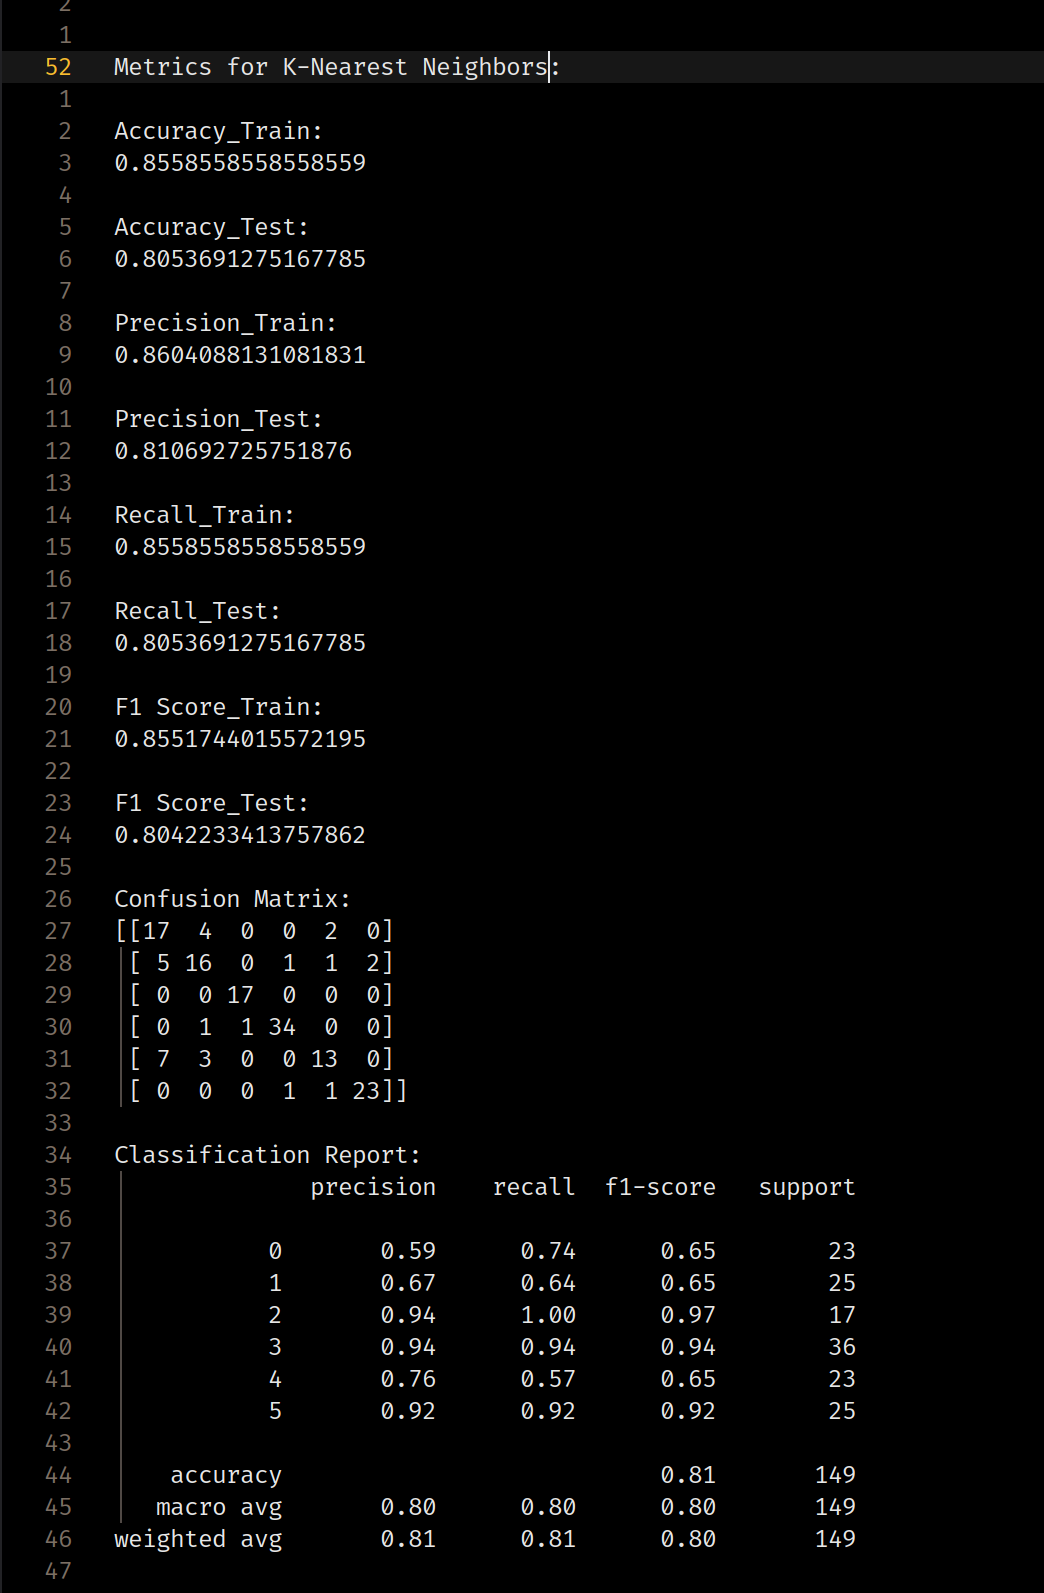 2
1
52 Metrics for K-Nearest Neighbors:
1
2 Accuracy_Train:
3 0.8558558558558559
4
5 Accuracy_Test:
6 0.8053691275167785
7
8 Precision_Train:
9 0.8604088131081831
10
11 Precision_Test:
12 0.810692725751876
13
14 Recall_Train:
15 0.8558558558558559
16
17 Recall_Test:
18 0.8053691275167785
19
20 F1 Score_Train:
21 0.8551744015572195
22
23 F1 Score_Test:
24 0.8042233413757862
25
26 Confusion Matrix:
27 [[17  4  0  0  2  0]
28  [ 5 16  0  1  1  2]
29  [ 0  0 17  0  0  0]
30  [ 0  1  1 34  0  0]
31  [ 7  3  0  0 13  0]
32  [ 0  0  0  1  1 23]]
33
34 Classification Report:
35               precision    recall  f1-score   support
36
37            0       0.59      0.74      0.65        23
38            1       0.67      0.64      0.65        25
39            2       0.94      1.00      0.97        17
40            3       0.94      0.94      0.94        36
41            4       0.76      0.57      0.65        23
42            5       0.92      0.92      0.92        25
43
44     accuracy                           0.81       149
45    macro avg       0.80      0.80      0.80       149
46 weighted avg       0.81      0.81      0.80       149
47